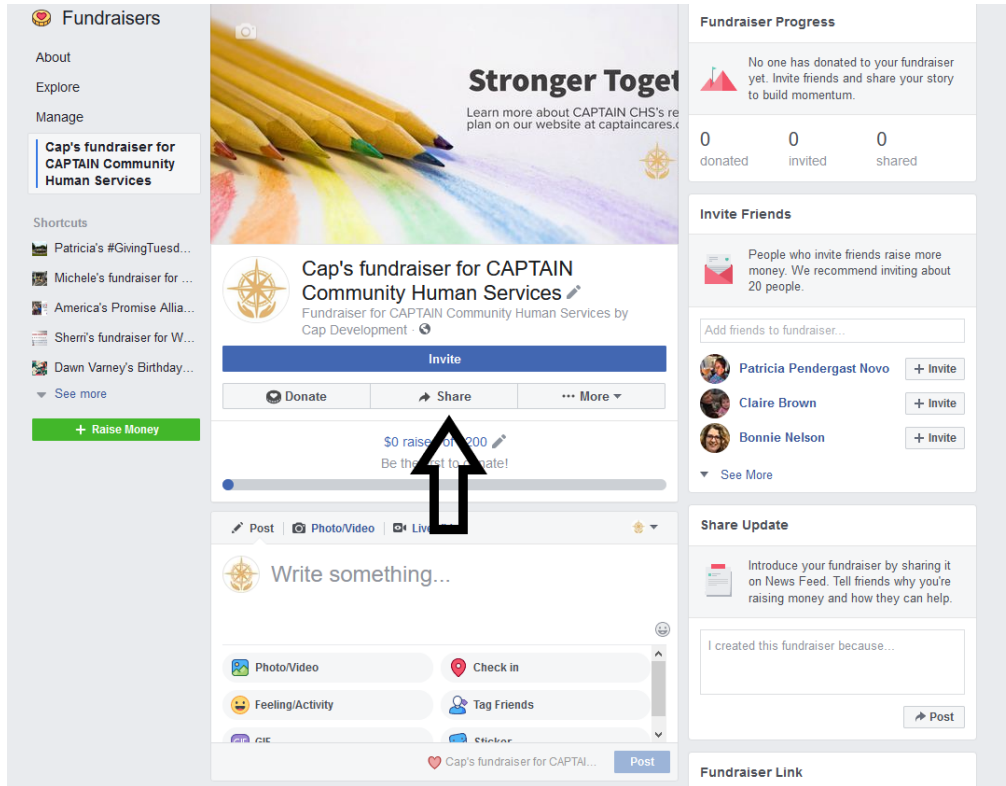 Fundraisers
About
Explore
Manage
Cap's fundraiser for
CAPTAIN Community
Human Services
Shortcuts
Patricia's #GivingTuesd...
Michele's fundraiser for ...
America's Promise Allia...
Sherri's fundraiser for W...
Dawn Varney's Birthday...
See more
+ Raise Money
Stronger Toget
Learn more about CAPTAIN CHS's re
plan on our website at captaincares.c
Cap's fundraiser for CAPTAIN
Community Human Services
Fundraiser for CAPTAIN Community Human Services by
Cap Development ·
Invite
Donate
Share
··· More
$0 raised of $200
Be the first to donate!
Post
Photo/Video
Live
Write something...
Photo/Video
Check in
Feeling/Activity
Tag Friends
GIF
Sticker
Cap's fundraiser for CAPTAI...
Post
Fundraiser Progress
No one has donated to your fundraiser
yet. Invite friends and share your story
to build momentum.
0 0 0
donated invited shared
Invite Friends
People who invite friends raise more
money. We recommend inviting about
20 people.
Add friends to fundraiser...
Patricia Pendergast Novo + Invite
Claire Brown + Invite
Bonnie Nelson + Invite
See More
Share Update
Introduce your fundraiser by sharing it
on News Feed. Tell friends why you're
raising money and how they can help.
I created this fundraiser because...
Post
Fundraiser Link